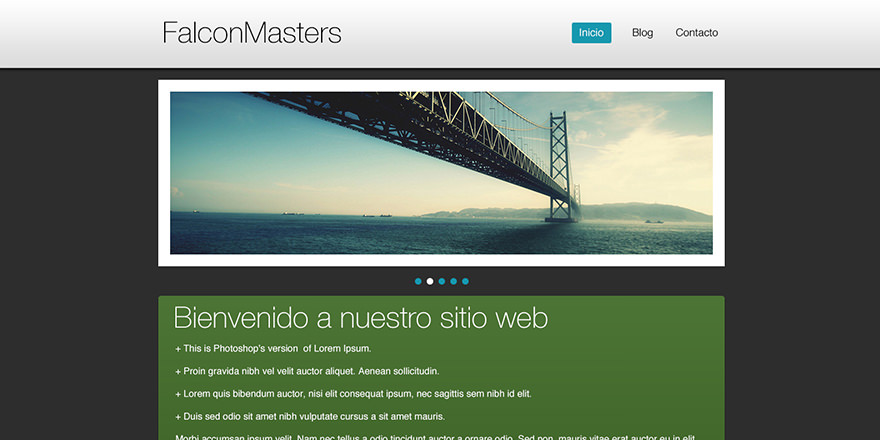 FalconMasters
Inicio Blog Contacto
Bienvenido a nuestro sitio web
+ This is Photoshop's version of Lorem Ipsum.
+ Proin gravida nibh vel velit auctor aliquet. Aenean sollicitudin.
+ Lorem quis bibendum auctor, nisi elit consequat ipsum, nec sagittis sem nibh id elit.
+ Duis sed odio sit amet nibh vulputate cursus a sit amet mauris.
Morbi accumsan ipsum velit. Nam nec tellus a odio tincidunt auctor a ornare odio. Sed non mauris vitae erat auctor eu in elit.